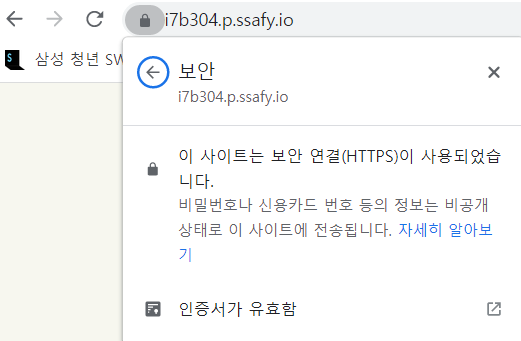 i7b304.p.ssafy.io
삼성 청년 SW
보안
i7b304.p.ssafy.io
이 사이트는 보안 연결(HTTPS)이 사용되었습
니다.
비밀번호나 신용카드 번호 등의 정보는 비공개
상태로 이 사이트에 전송됩니다. 자세히 알아보
기
인증서가 유효함